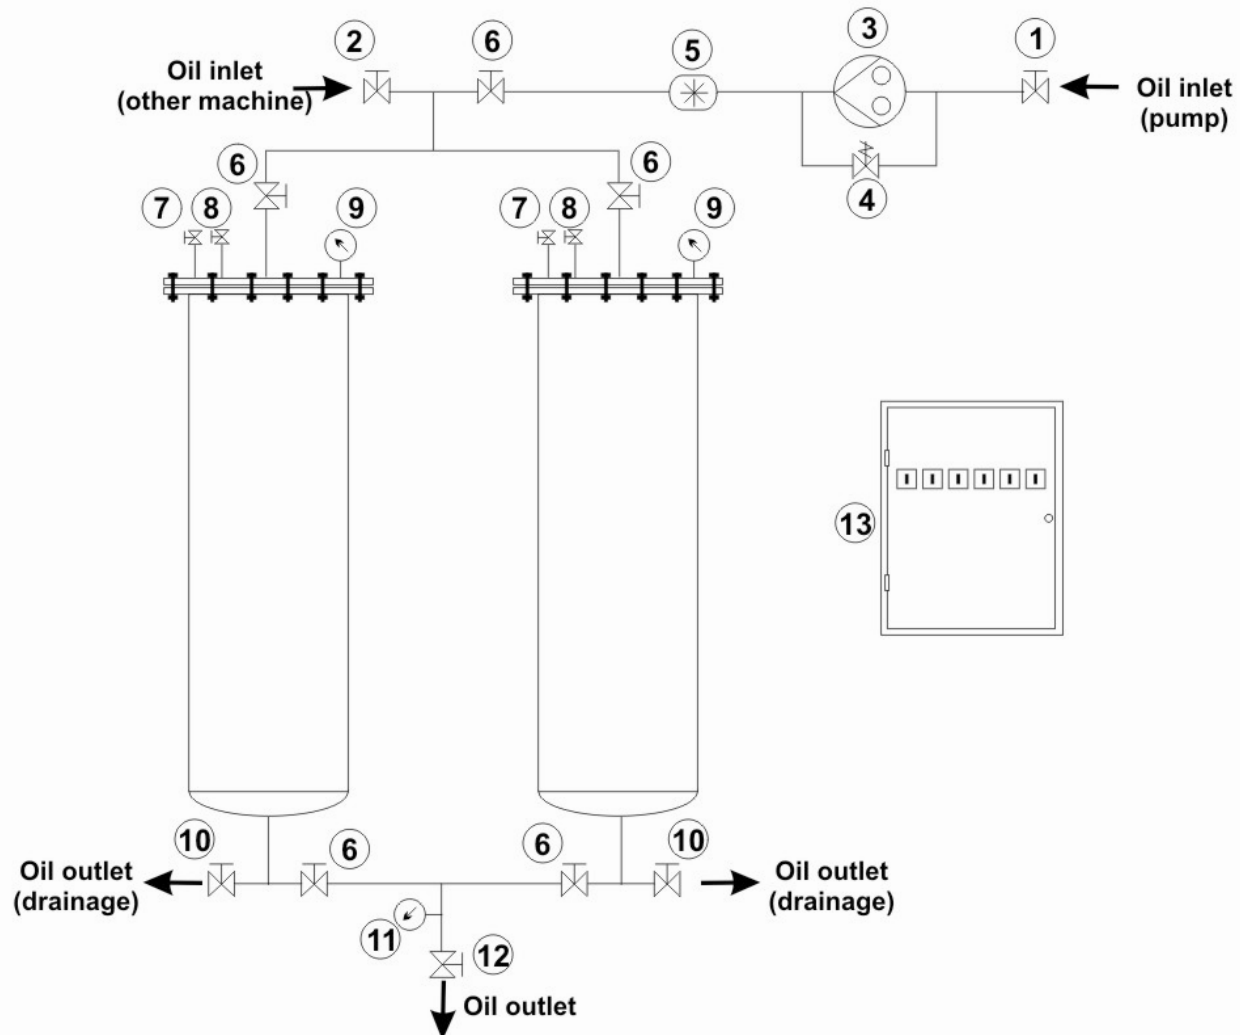 2
6
5
3
1
Oil inlet
(other machine)
Oil inlet
(pump)
6
6
4
7
8
9
7
8
9
13
10
6
6
10
Oil outlet
(drainage)
Oil outlet
(drainage)
11
12
Oil outlet